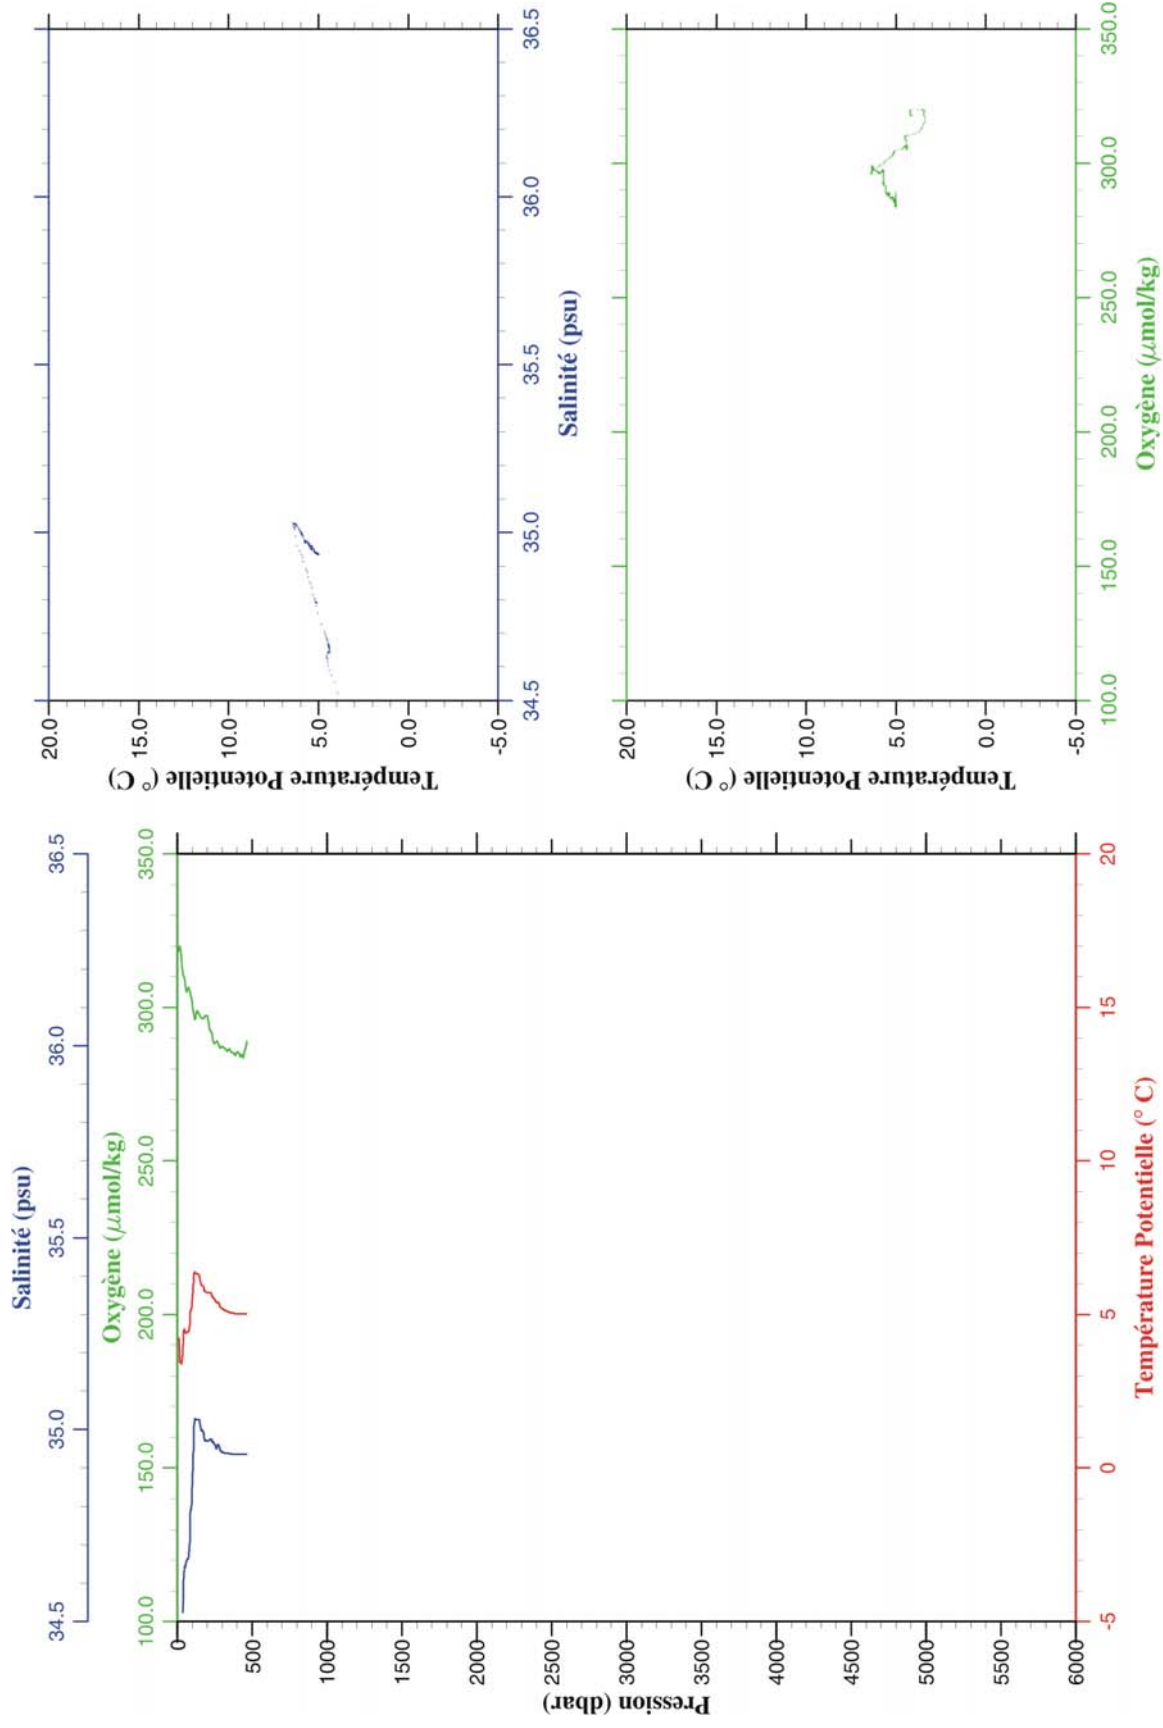 Salinité (psu)
34.5 35.0 35.5 36.0 36.5
Oxygène (μmol/kg)
100.0 150.0 200.0 250.0 300.0 350.0
Pression (dbar)
0
500
1000
1500
2000
2500
3000
3500
4000
4500
5000
5500
6000
-5 0 5 10 15 20
Température Potentielle (° C)
Température Potentielle (° C)
20.0
15.0
10.0
5.0
0.0
-5.0
34.5 35.0 35.5 36.0 36.5
Salinité (psu)
Température Potentielle (° C)
20.0
15.0
10.0
5.0
0.0
-5.0
100.0 150.0 200.0 250.0 300.0 350.0
Oxygène (μmol/kg)